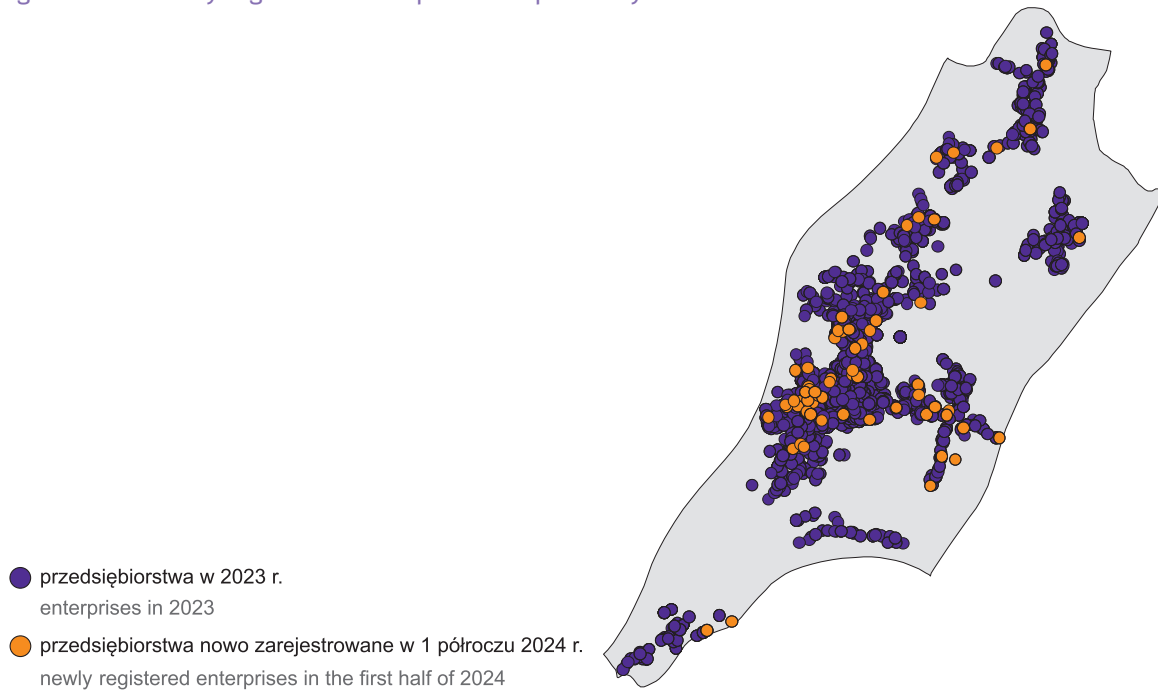 przedsiębiorstwa w 2023 r.
enterprises in 2023
przedsiębiorstwa nowo zarejestrowane w 1 półroczu 2024 r.
newly registered enterprises in the first half of 2024